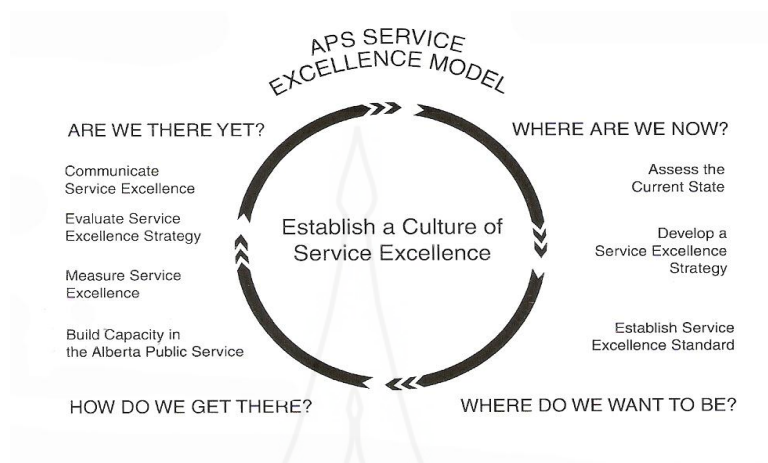 APS SERVICE
EXCELLENCE MODEL
ARE WE THERE YET?
Communicate
Service Excellence
Evaluate Service
Excellence Strategy
Measure Service
Excellence
Build Capacity in
the Alberta Public Service
HOW DO WE GET THERE?
Establish a Culture of
Service Excellence
WHERE ARE WE NOW?
Assess the
Current State
Develop a
Service Excellence
Strategy
Establish Service
Excellence Standard
WHERE DO WE WANT TO BE?